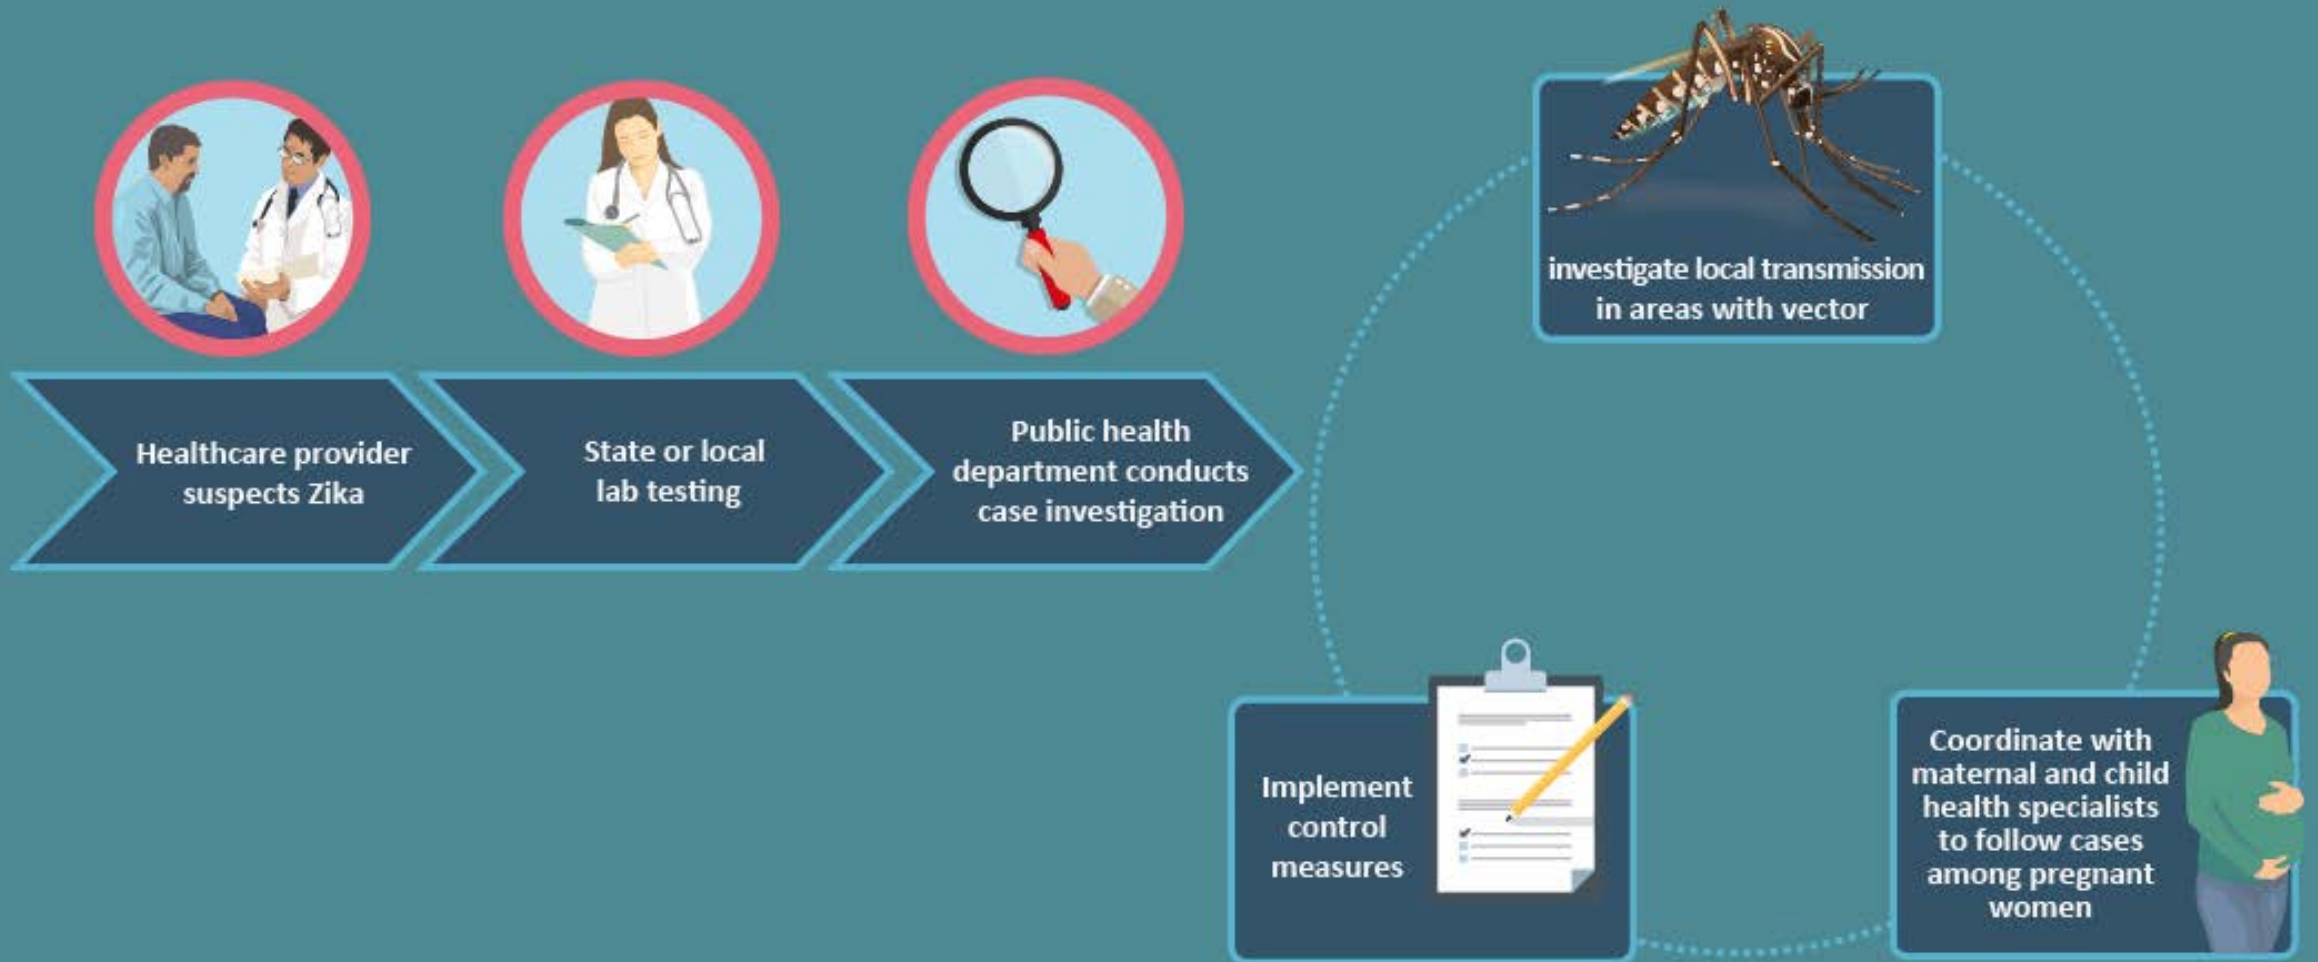 Healthcare provider
suspects Zika
State or local
lab testing
Public health
department conducts
case investigation
investigate local transmission
in areas with vector
Implement
control
measures
Coordinate with
maternal and child
health specialists
to follow cases
among pregnant
women